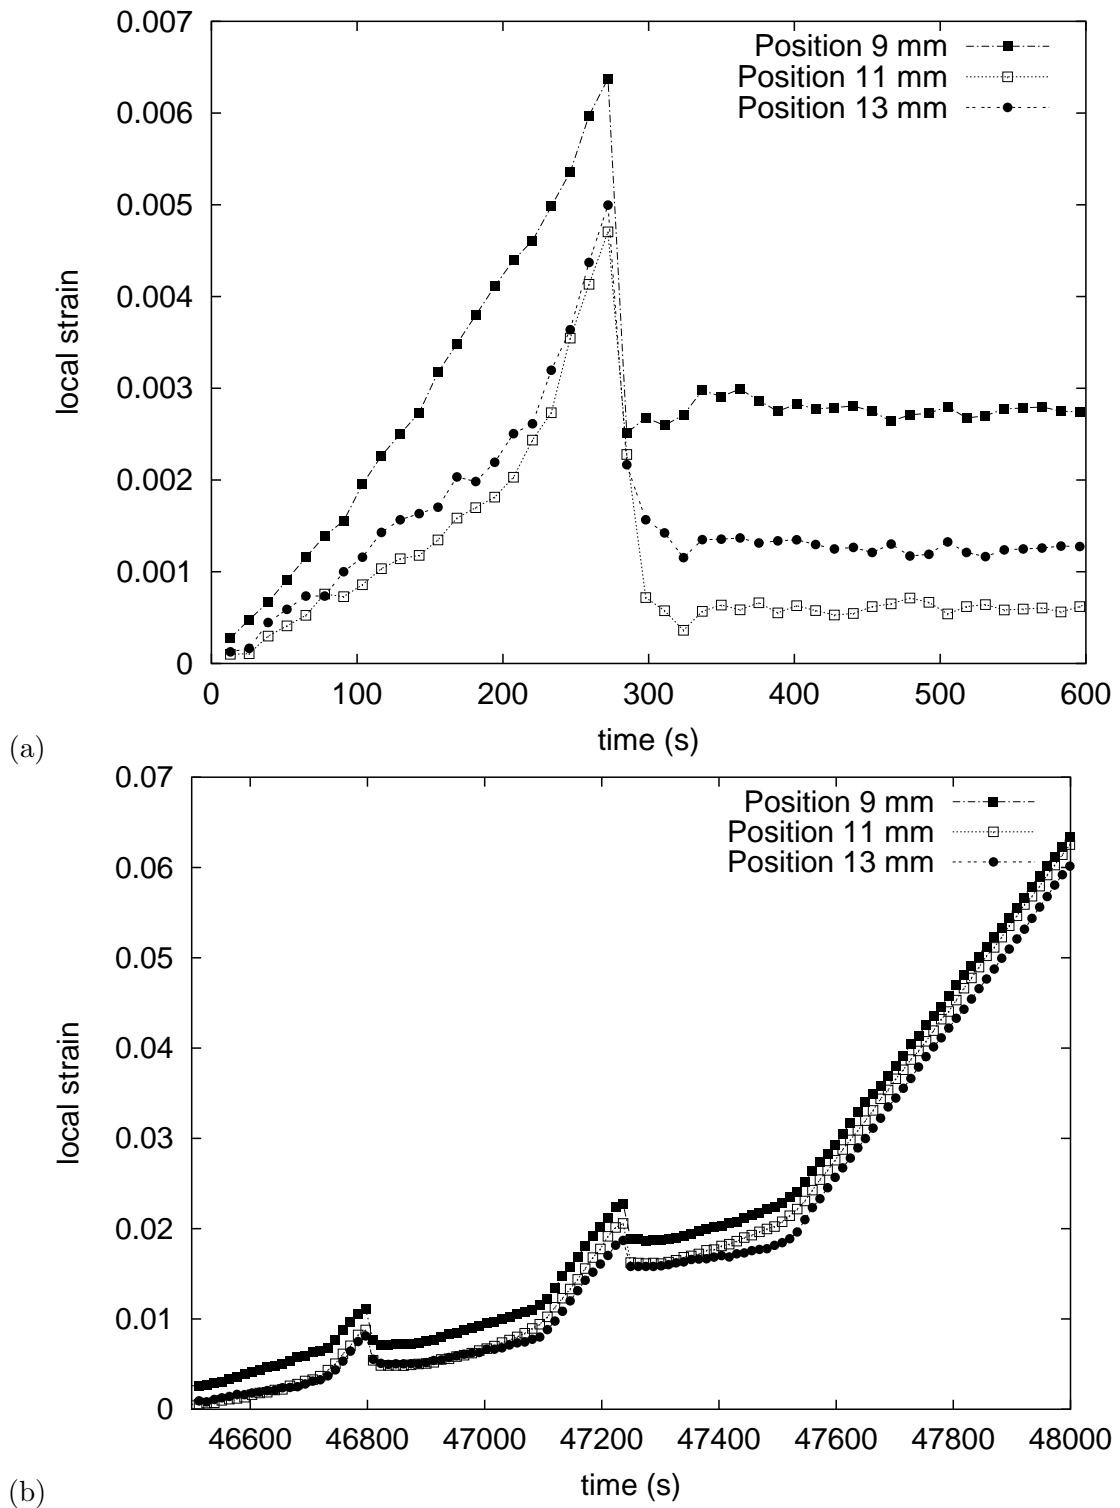 0.007
0.006
0.005
0.004
0.003
0.002
0.001
0
local strain
Position 9 mm
Position 11 mm
Position 13 mm
0 100 200 300 400 500 600
time (s)
(a)
0.07
0.06
0.05
0.04
0.03
0.02
0.01
0
local strain
Position 9 mm
Position 11 mm
Position 13 mm
46600 46800 47000 47200 47400 47600 47800 48000
time (s)
(b)